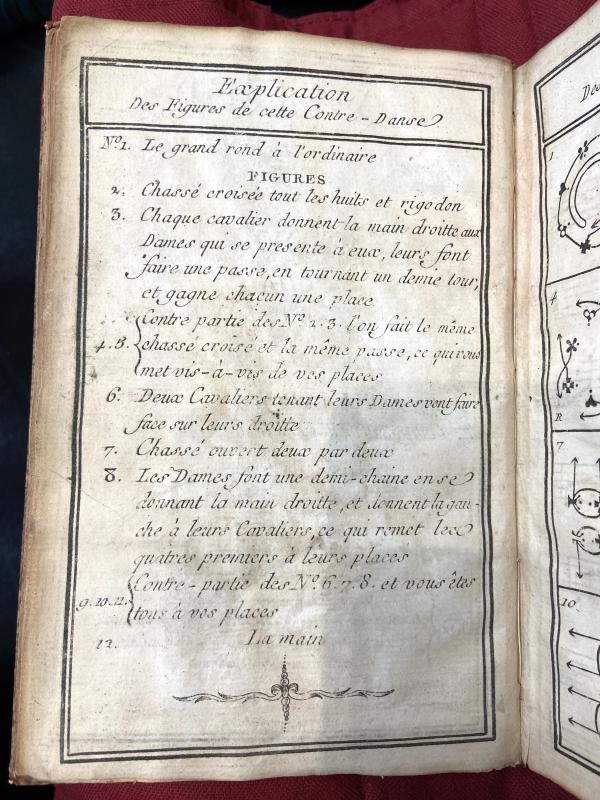 Explication
Des Figures de cette Contre-Danse
Nº1. Le grand rond à l'ordinaire
FIGURES
2. Chassé croisée tout les huits et rigodon
3. Chaque cavalier donnent la main droitte aux
Dames qui se presente à eux, leurs font
faire une passe, en tournant un demie tour,
et gagne chacun une place
Contre partie des Nº 2.3. l'on fait le même
4.5. chassé croisé et la même passe, ce qui vous
met vis-à-vis de vos places
6. Deux Cavaliers tenant leurs Dames vont faire
face sur leurs droitte
7. Chassé ouvert deux par deux
8. Les Dames font une demi-chaine en se
donnant la main droitte, et donnent la gau-
che à leurs Cavaliers, ce qui remet les
quatres premiers à leurs places
Contre-partie des Nº 6.7.8. et vous êtes
9.10.11. tous à vos places
12. La main
1
4
R
7
10